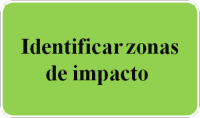 Identificar zonas
de impacto